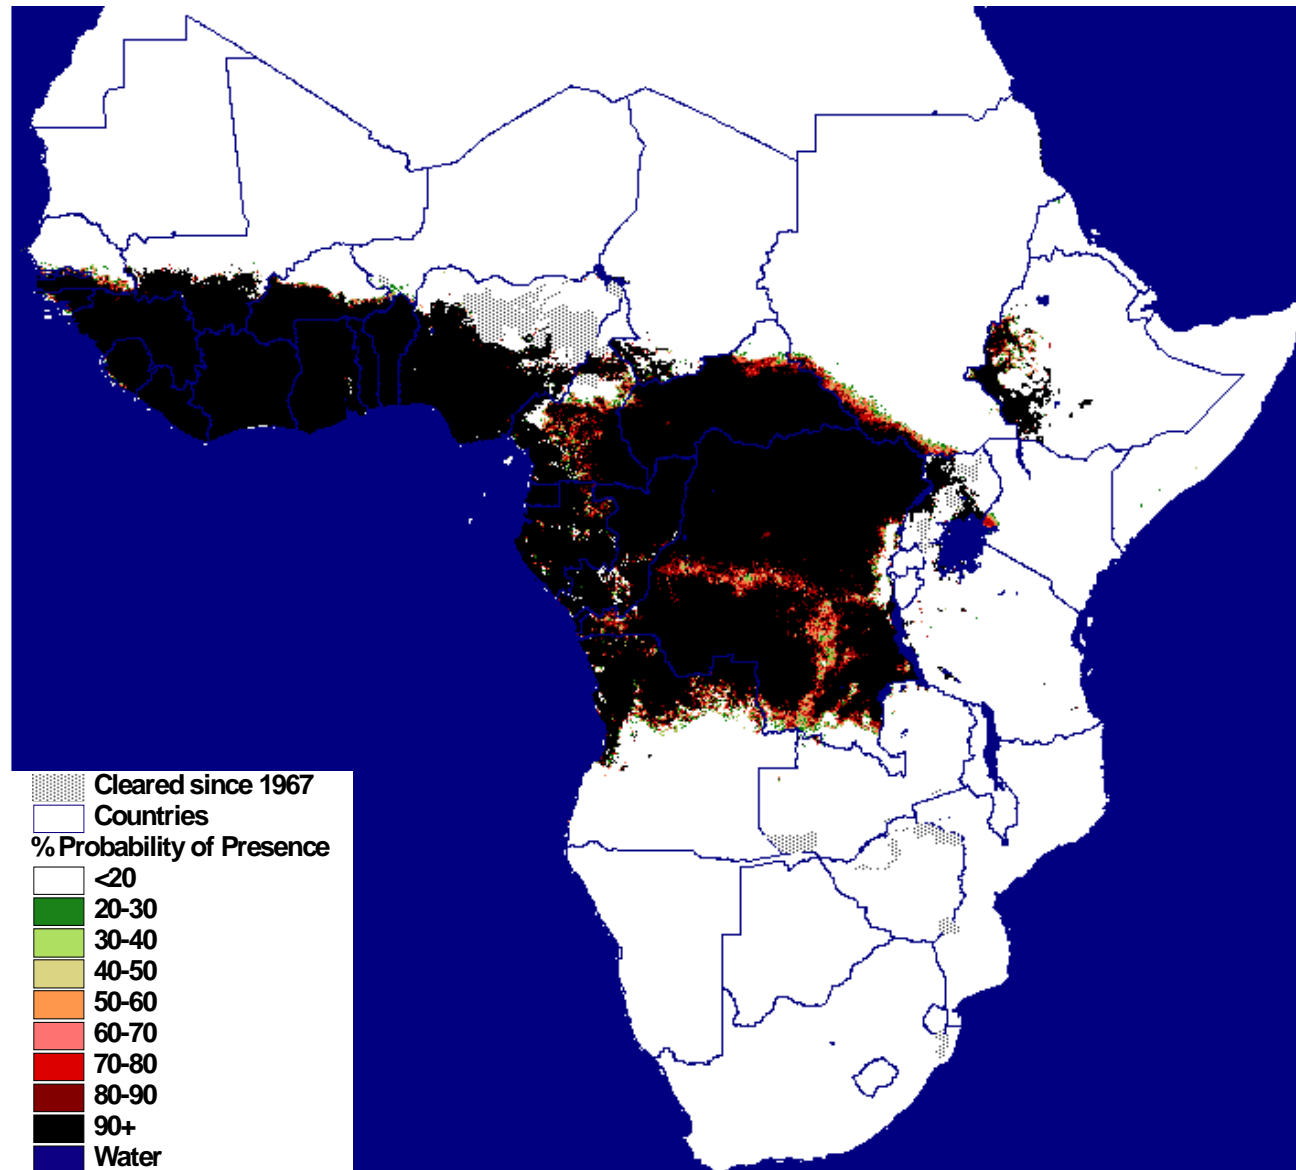 Cleared since 1967
Countries
% Probability of Presence
<20
20-30
30-40
40-50
50-60
60-70
70-80
80-90
90+
Water